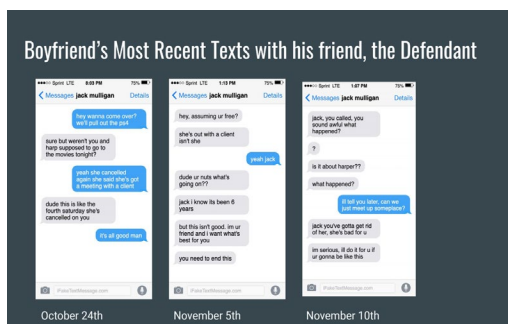 Boyfriend's Most Recent Texts with his friend, the Defendant
Sprint LTE 8:03 PM 75%
Messages jack mulligan Details
hey wanna come
over?
we'll pull out the ps4
sure but weren't you and
harp supposed to go to
the movies tonight?
yeah she cancelled
again she said she's got
a meeting with a client
dude this is like the
fourth saturday she's
cancelled on you
it's all good man
iFakeTextMessage.com
October 24th
Sprint LTE 1:13 PM 75%
Messages jack mulligan Details
hey, assuming ur free?
she's out with a client
isn't she
yeah jack
dude ur nuts what's
going on??
jack i know its been 6
years
but this isn't good. im ur
friend and i want what's
best for you
you need to end this
iFakeTextMessage.com
November 5th
Sprint LTE 1:07 PM 75%
Messages jack mulligan Details
jack, you called, you
sound awful what
happened?
?
is it about harper??
what happened?
ill tell you later, can we
just meet up someplace?
jack you've gotta get rid
of her, she's bad for u
im serious, ill do it for u if
ur gonna be like this
iFakeTextMessage.com
November 10th